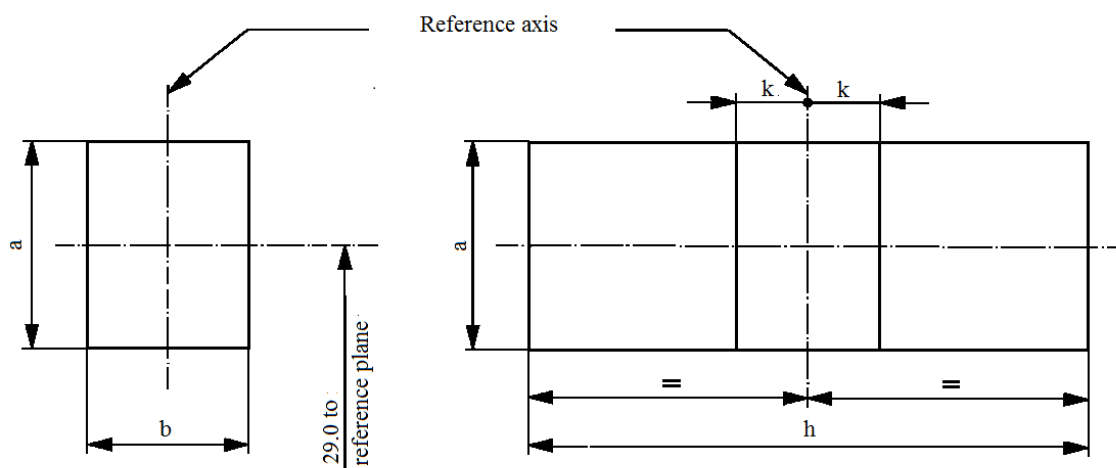 Reference axis
k
k
a
a
29.0 to
reference plane
=
=
b
h